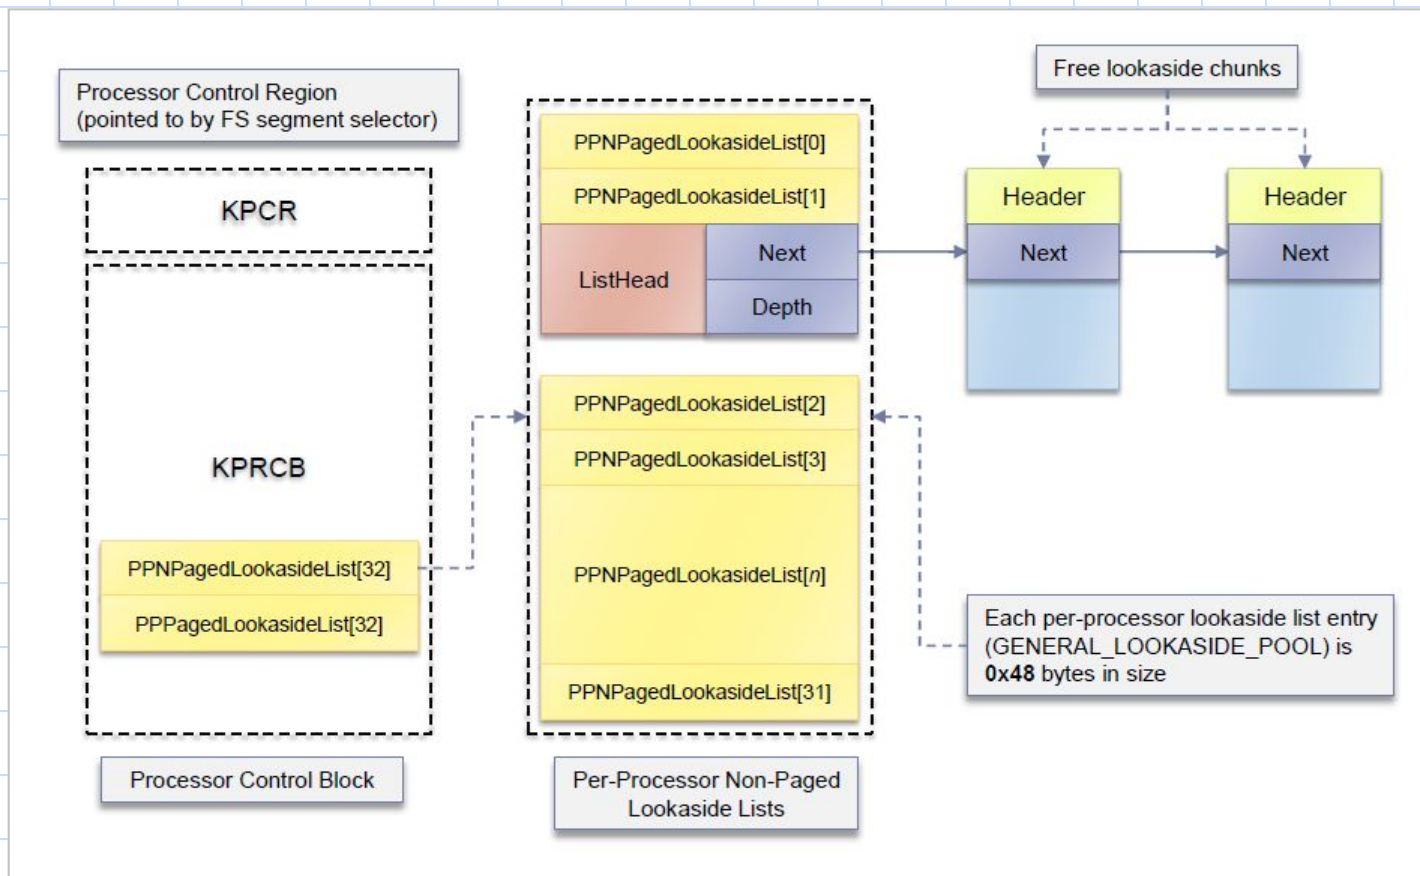 Processor Control Region
(pointed to by FS segment selector)
KPCR
KPRCB
PPNPagedLookasideList[32]
PPPagedLookasideList[32]
Processor Control Block
PPNPagedLookasideList[0]
PPNPagedLookasideList[1]
ListHead
Next
Depth
PPNPagedLookasideList[2]
PPNPagedLookasideList[3]
PPNPagedLookasideList[n]
PPNPagedLookasideList[31]
Per-Processor Non-Paged
Lookaside Lists
Free lookaside chunks
Header
Next
Header
Next
Each per-processor lookaside list entry
(GENERAL_LOOKASIDE_POOL) is
0x48 bytes in size